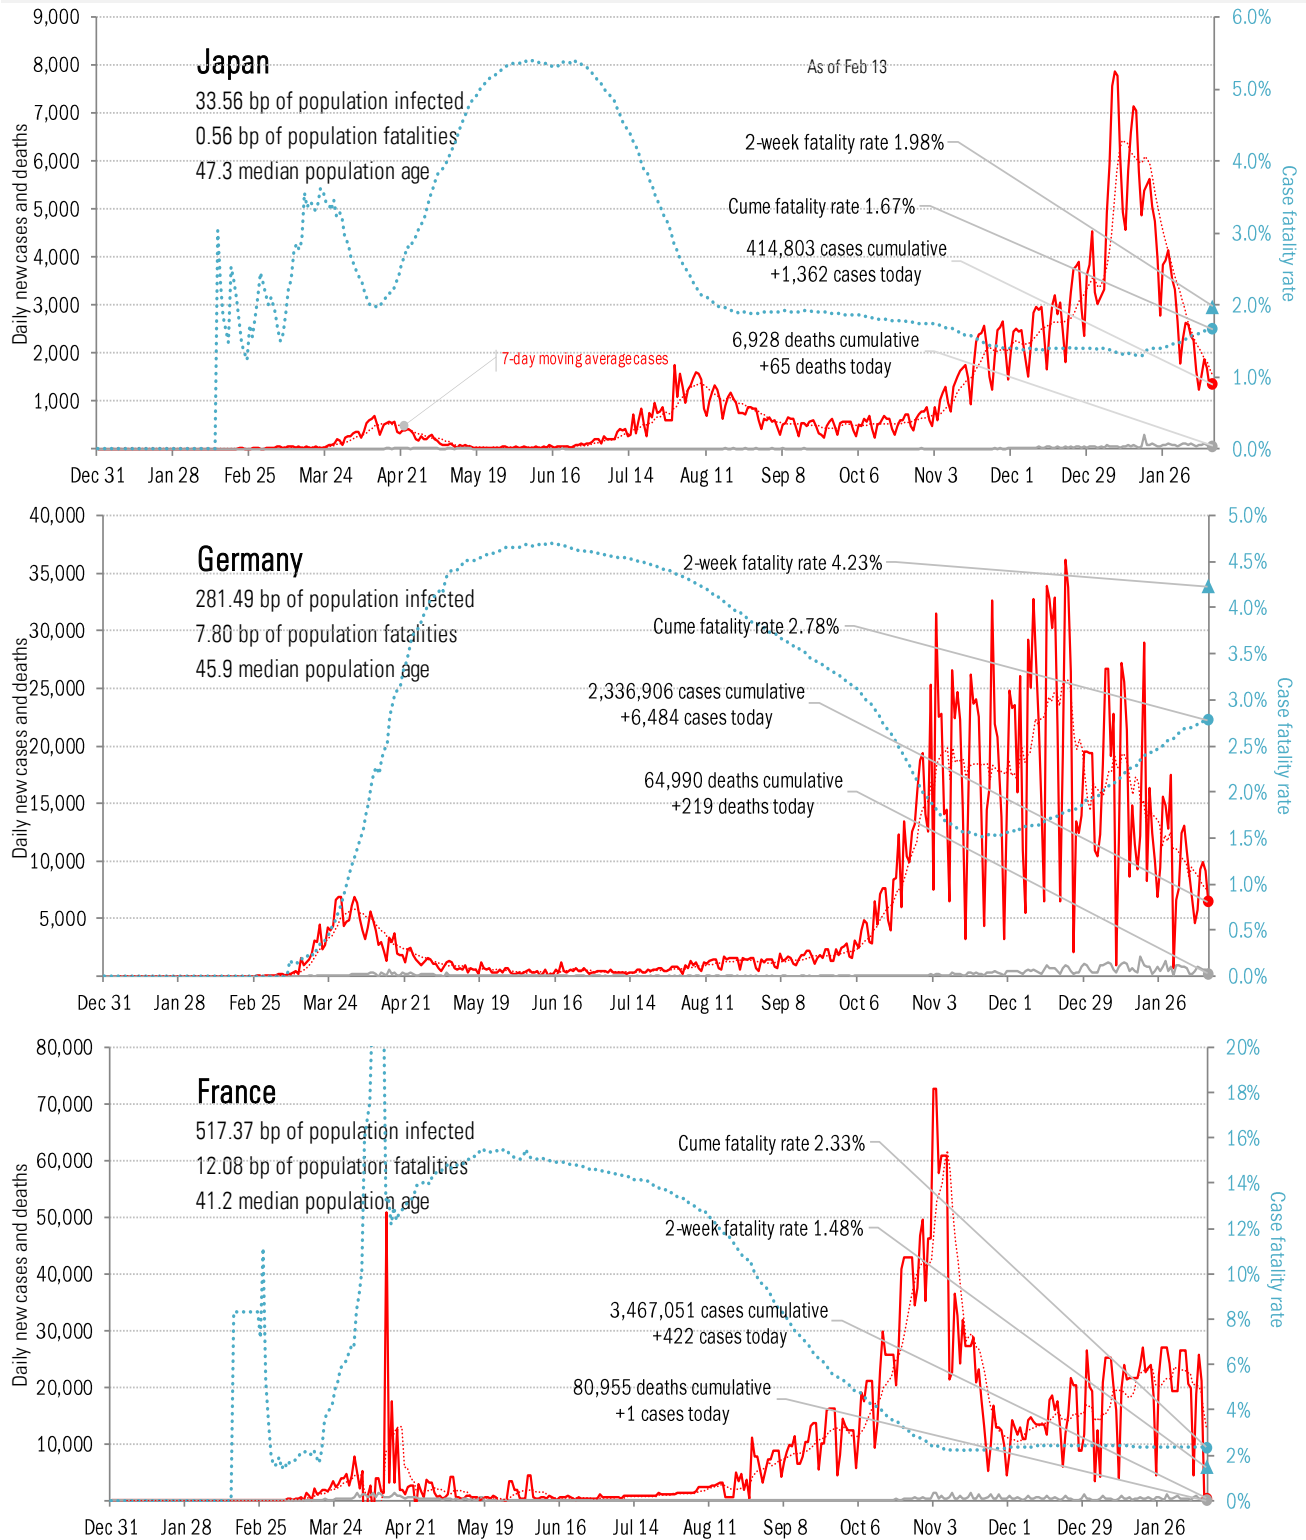 9,000
8,000
7,000
6,000
5,000
4,000
3,000
2,000
1,000
Daily new cases and deaths
6.0%
5.0%
4.0%
3.0%
2.0%
1.0%
0.0%
Case fatality rate
Japan
33.56 bp of population infected
0.56 bp of population fatalities
47.3 median population age
As of Feb 13
2-week fatality rate 1.98%
Cume fatality rate 1.67%
414,803 cases cumulative
+1,362 cases today
6,928 deaths cumulative
+65 deaths today
7-day moving average cases
Dec 31 Jan 28 Feb 25 Mar 24 Apr 21 May 19 Jun 16 Jul 14 Aug 11 Sep 8 Oct 6 Nov 3 Dec 1 Dec 29 Jan 26
40,000
35,000
30,000
25,000
20,000
15,000
10,000
5,000
Daily new cases and deaths
5.0%
4.5%
4.0%
3.5%
3.0%
2.5%
2.0%
1.5%
1.0%
0.5%
0.0%
Case fatality rate
Germany
281.49 bp of population infected
7.80 bp of population fatalities
45.9 median population age
2-week fatality rate 4.23%
Cume fatality rate 2.78%
2,336,906 cases cumulative
+6,484 cases today
64,990 deaths cumulative
+219 deaths today
Dec 31 Jan 28 Feb 25 Mar 24 Apr 21 May 19 Jun 16 Jul 14 Aug 11 Sep 8 Oct 6 Nov 3 Dec 1 Dec 29 Jan 26
80,000
70,000
60,000
50,000
40,000
30,000
20,000
10,000
Daily new cases and deaths
20%
18%
16%
14%
12%
10%
8%
6%
4%
2%
0%
Case fatality rate
France
517.37 bp of population infected
12.08 bp of population fatalities
41.2 median population age
Cume fatality rate 2.33%
2-week fatality rate 1.48%
3,467,051 cases cumulative
+422 cases today
80,955 deaths cumulative
+1 cases today
Dec 31 Jan 28 Feb 25 Mar 24 Apr 21 May 19 Jun 16 Jul 14 Aug 11 Sep 8 Oct 6 Nov 3 Dec 1 Dec 29 Jan 26